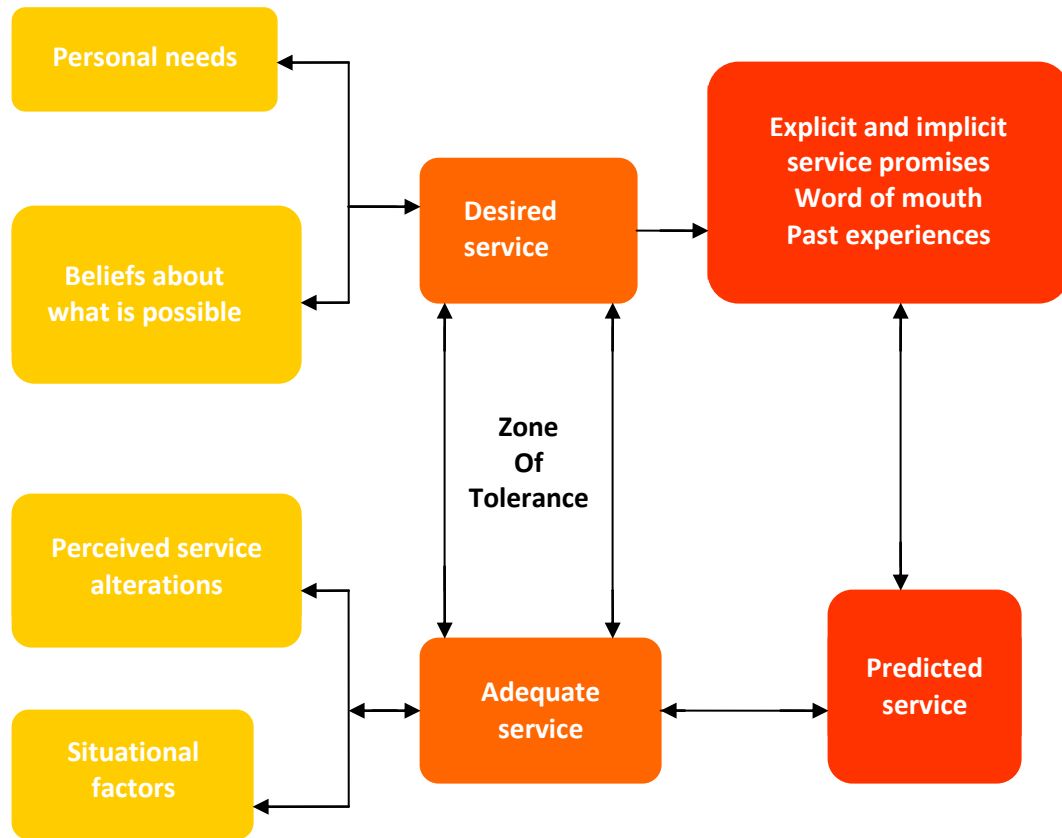 Personal needs
Explicit and implicit
service promises
Word of mouth
Past experiences
Desired
service
Beliefs about
what is possible
Zone
Of
Tolerance
Perceived service
alterations
Adequate
service
Predicted
service
Situational
factors